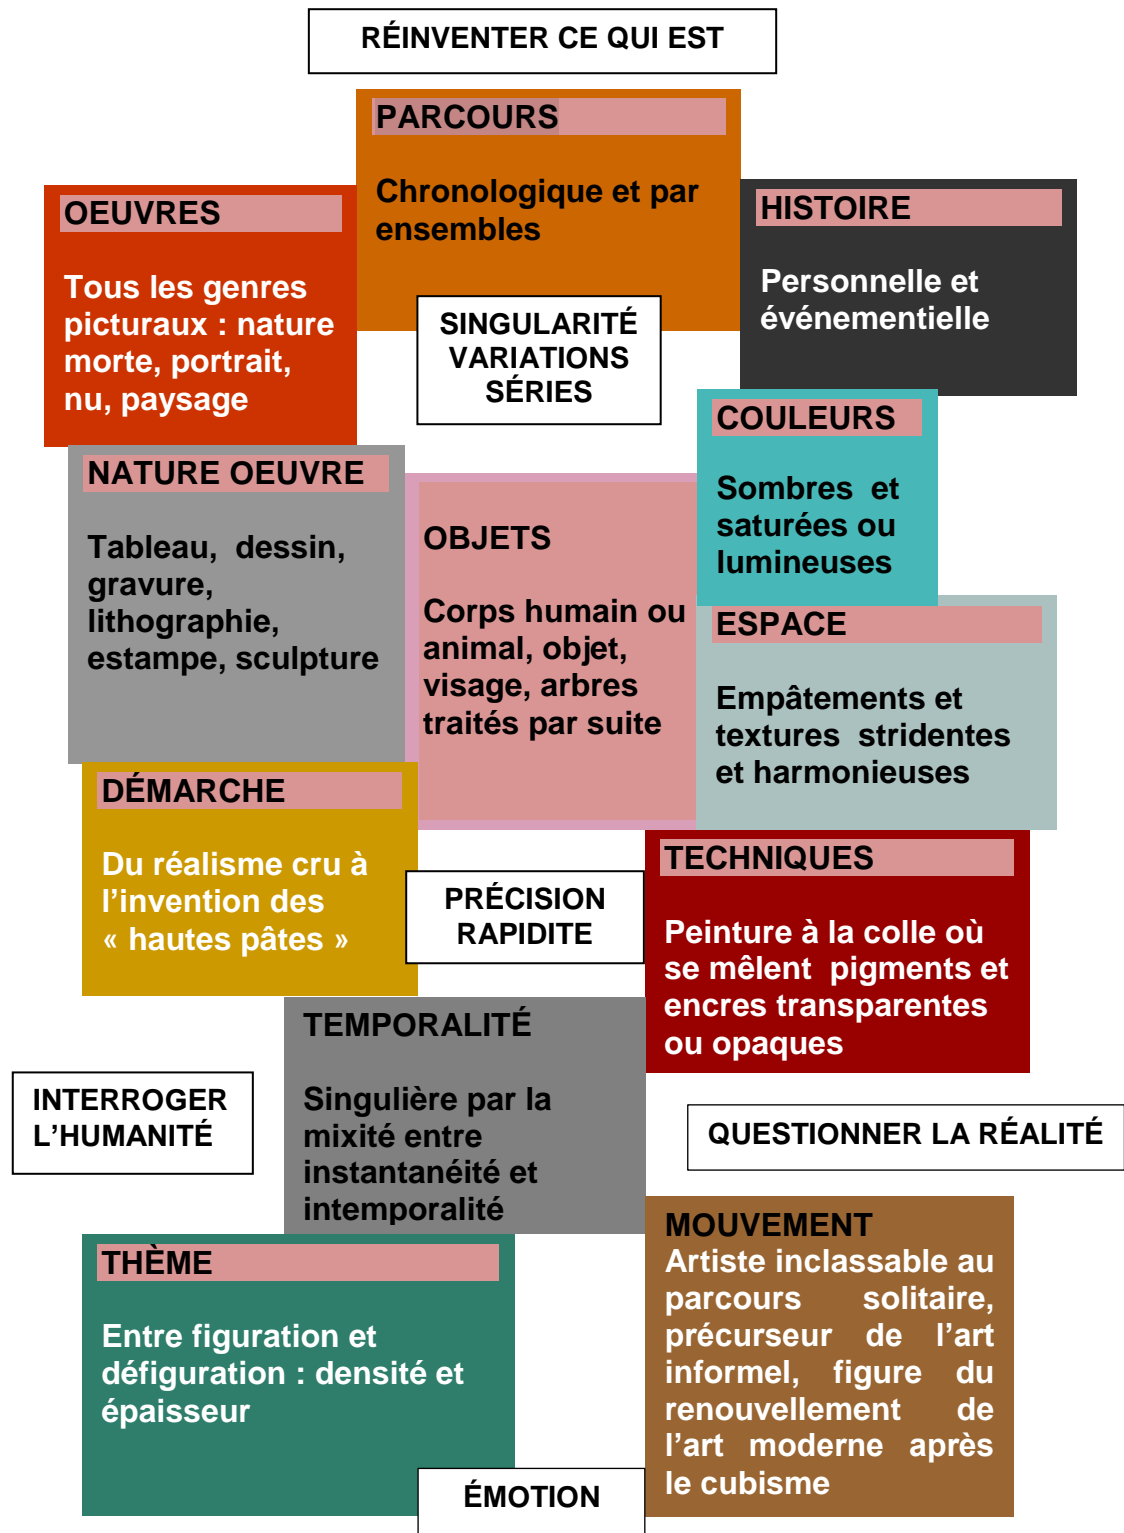 RÉINVENTER CE QUI EST
PARCOURS
Chronologique et par
ensembles
OEUVRES
Tous les genres
picturaux : nature
morte, portrait,
nu, paysage
HISTOIRE
Personnelle et
événementielle
SINGULARITÉ
VARIATIONS
SÉRIES
COULEURS
Sombres et
saturées ou
lumineuses
NATURE OEUVRE
Tableau, dessin,
gravure,
lithographie,
estampe, sculpture
OBJETS
Corps humain ou
animal, objet,
visage, arbres
traités par suite
ESPACE
Empâtements et
textures stridentes
et harmonieuses
DÉMARCHE
Du réalisme cru à
l’invention des
« hautes pâtes »
PRÉCISION
RAPIDITE
TECHNIQUES
Peinture à la colle où
se mêlent pigments et
encres transparentes
ou opaques
TEMPORALITÉ
Singulière par la
mixité entre
instantanéité et
intemporalité
INTERROGER
L’HUMANITÉ
QUESTIONNER LA RÉALITÉ
THÈME
Entre figuration et
défiguration : densité et
épaisseur
MOUVEMENT
Artiste inclassable au
parcours solitaire,
précurseur de l’art
informel, figure du
renouvellement de
l’art moderne après
le cubisme
ÉMOTION